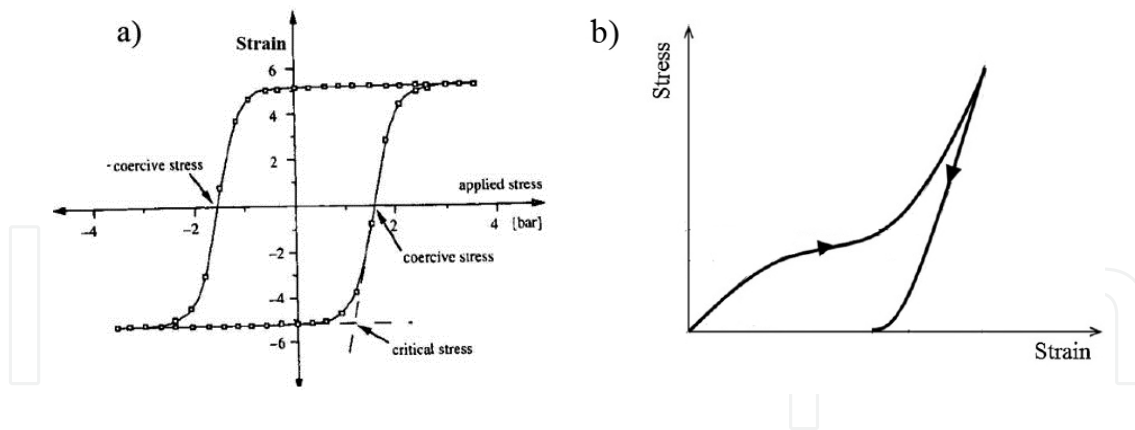 a)
Strain
6
4
2
-coercive stress
applied stress
-4
-2
2
4
[bar]
-2
coercive stress
-4
critical stress
-6
b)
Stress
Strain